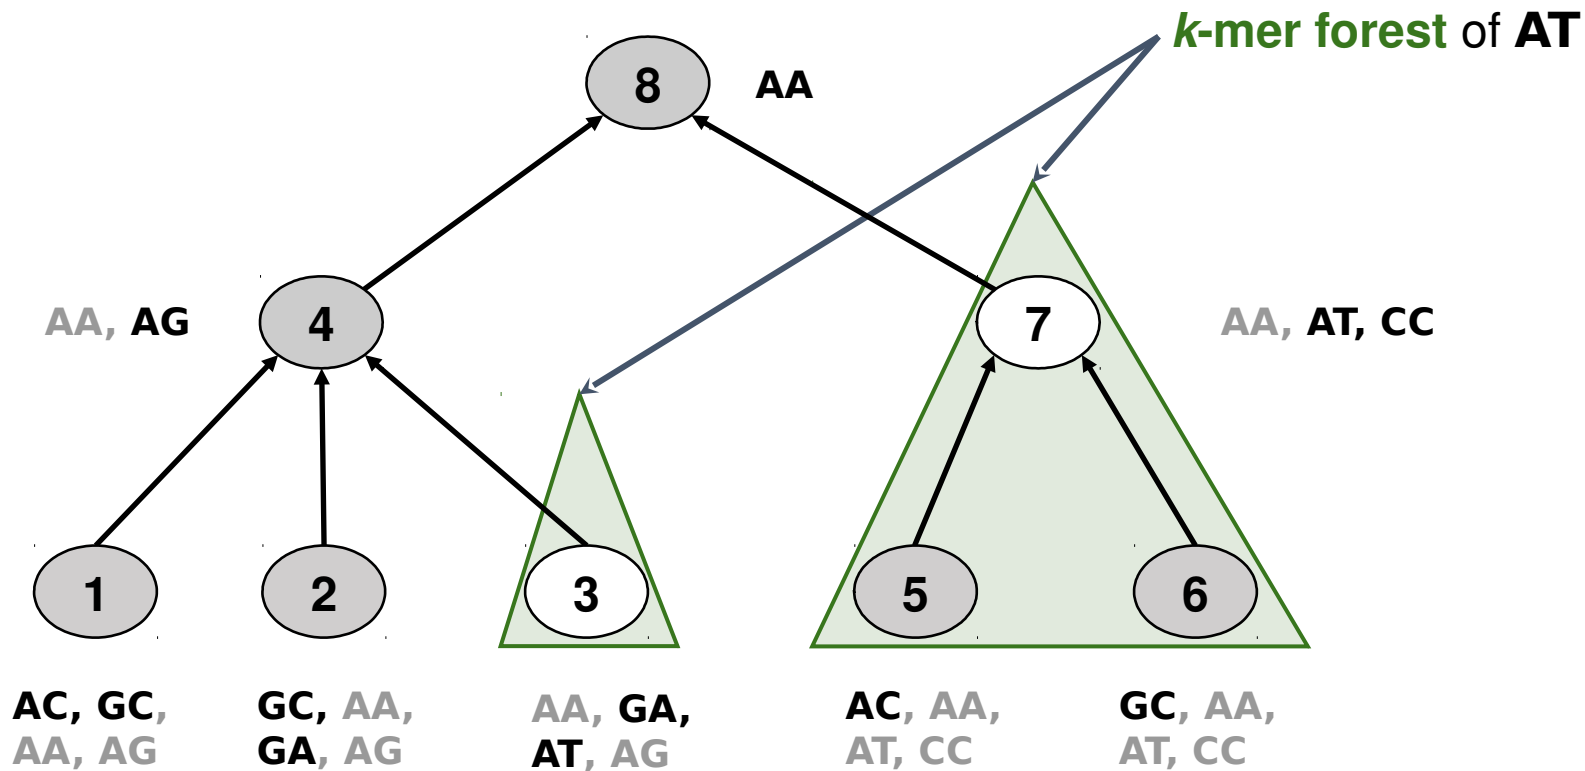 k-mer forest of AT
8 AA
AA, AG 4
7 AA, AT, CC
1
2
3
5
6
AC, GC,
AA, AG
GC, AA,
GA, AG
AA, GA,
AT, AG
AC, AA,
AT, CC
GC, AA,
AT, CC